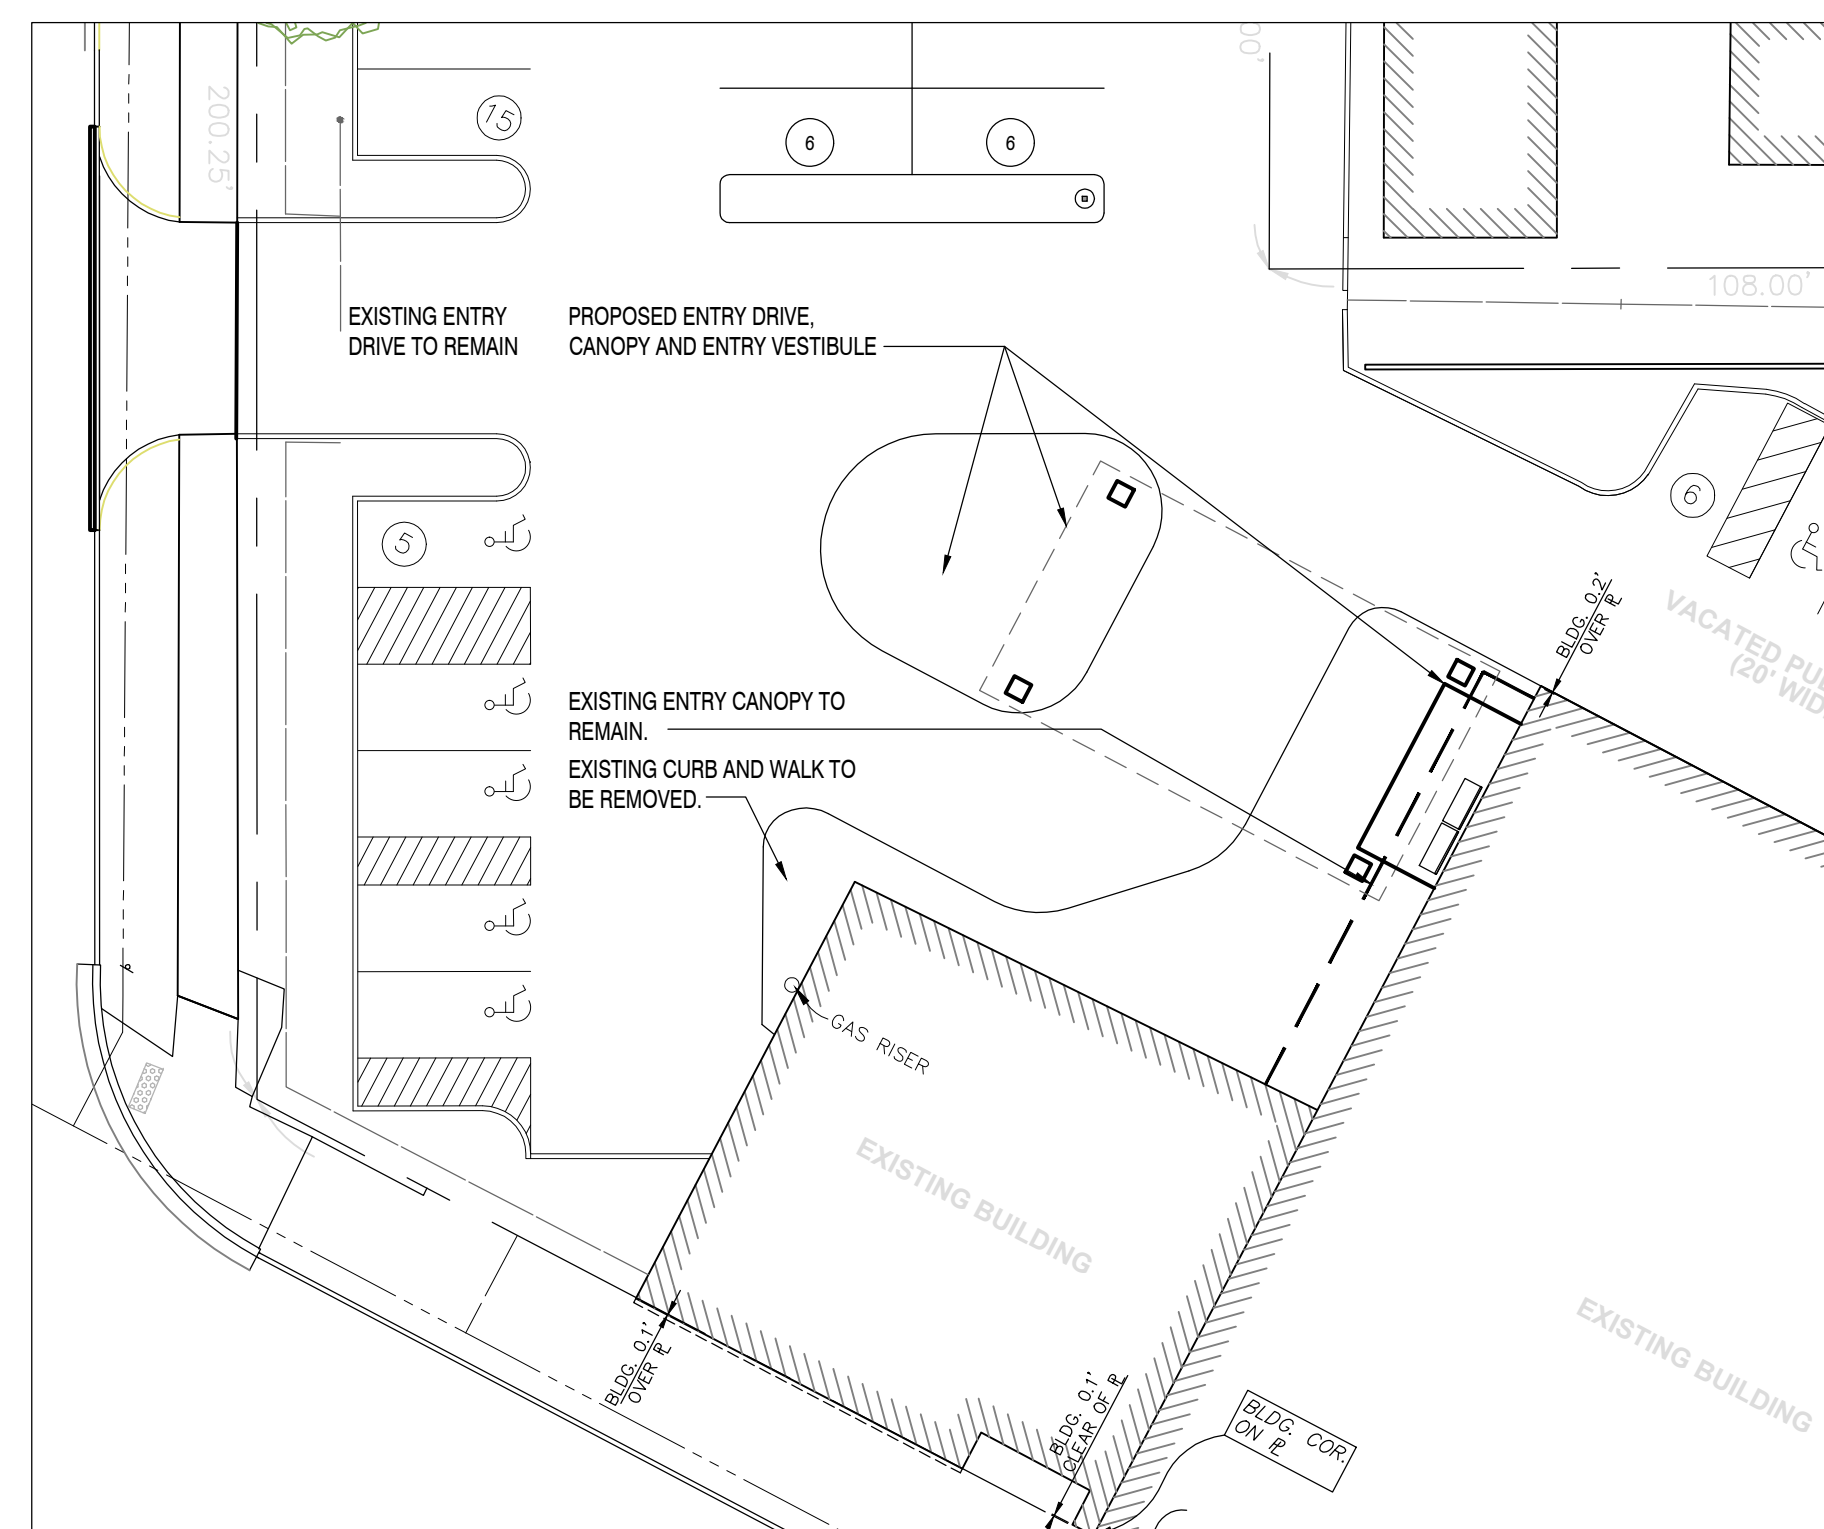 200.25'
15
6
6
00'
108.00'
EXISTING ENTRY
DRIVE TO REMAIN
PROPOSED ENTRY DRIVE,
CANOPY AND ENTRY VESTIBULE
5
6
BLDG. 0.2'
OVER ⅊
VACATED PU
(20' WID
EXISTING ENTRY CANOPY TO
REMAIN.
EXISTING CURB AND WALK TO
BE REMOVED.
GAS RISER
EXISTING BUILDING
EXISTING BUILDING
BLDG. 0.1'
OVER ⅊
BLDG. 0.1'
CLEAR OF ⅊
BLDG. COR.
ON ⅊